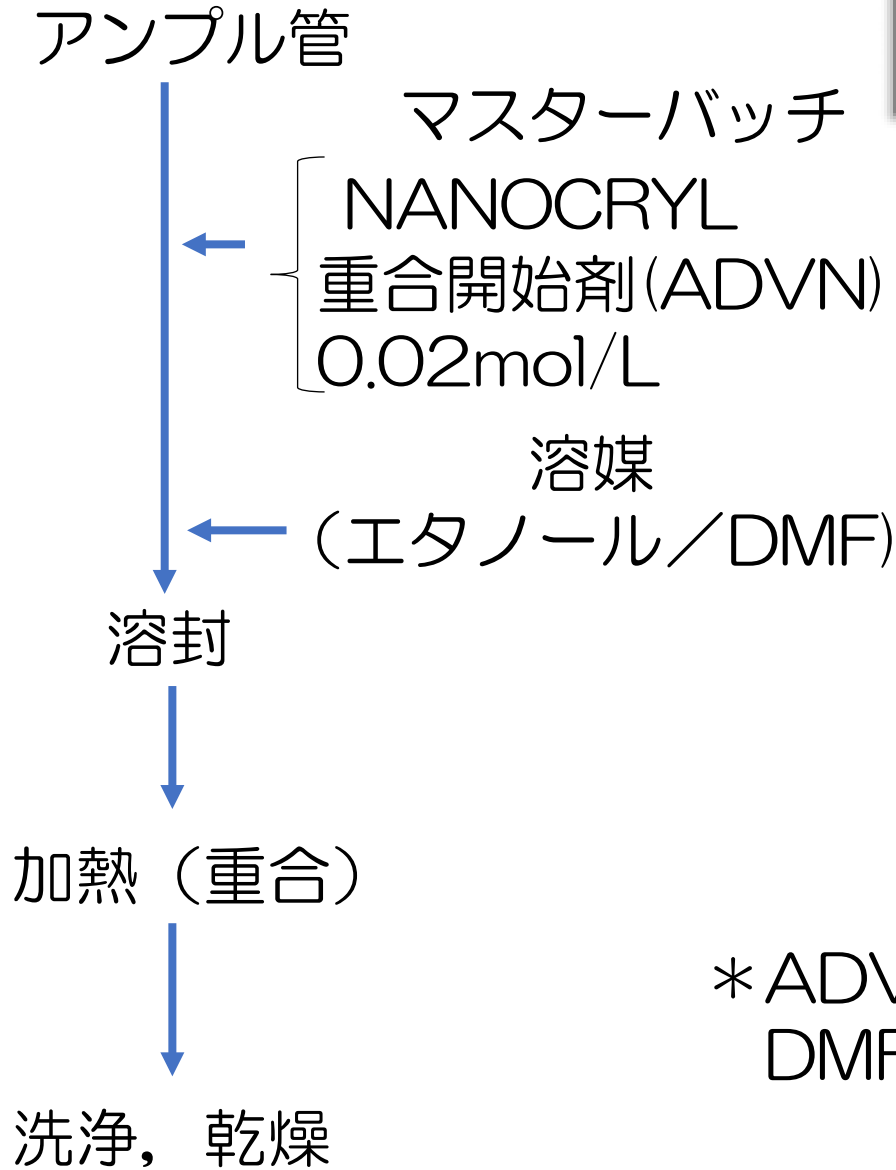 アンプル管
マスターバッチ
NANOCRYL
重合開始剤(ADVN)
0.02mol/L
溶媒
（エタノール／DMF)
溶封
加熱（重合）
＊ADV
DMF
洗浄，乾燥